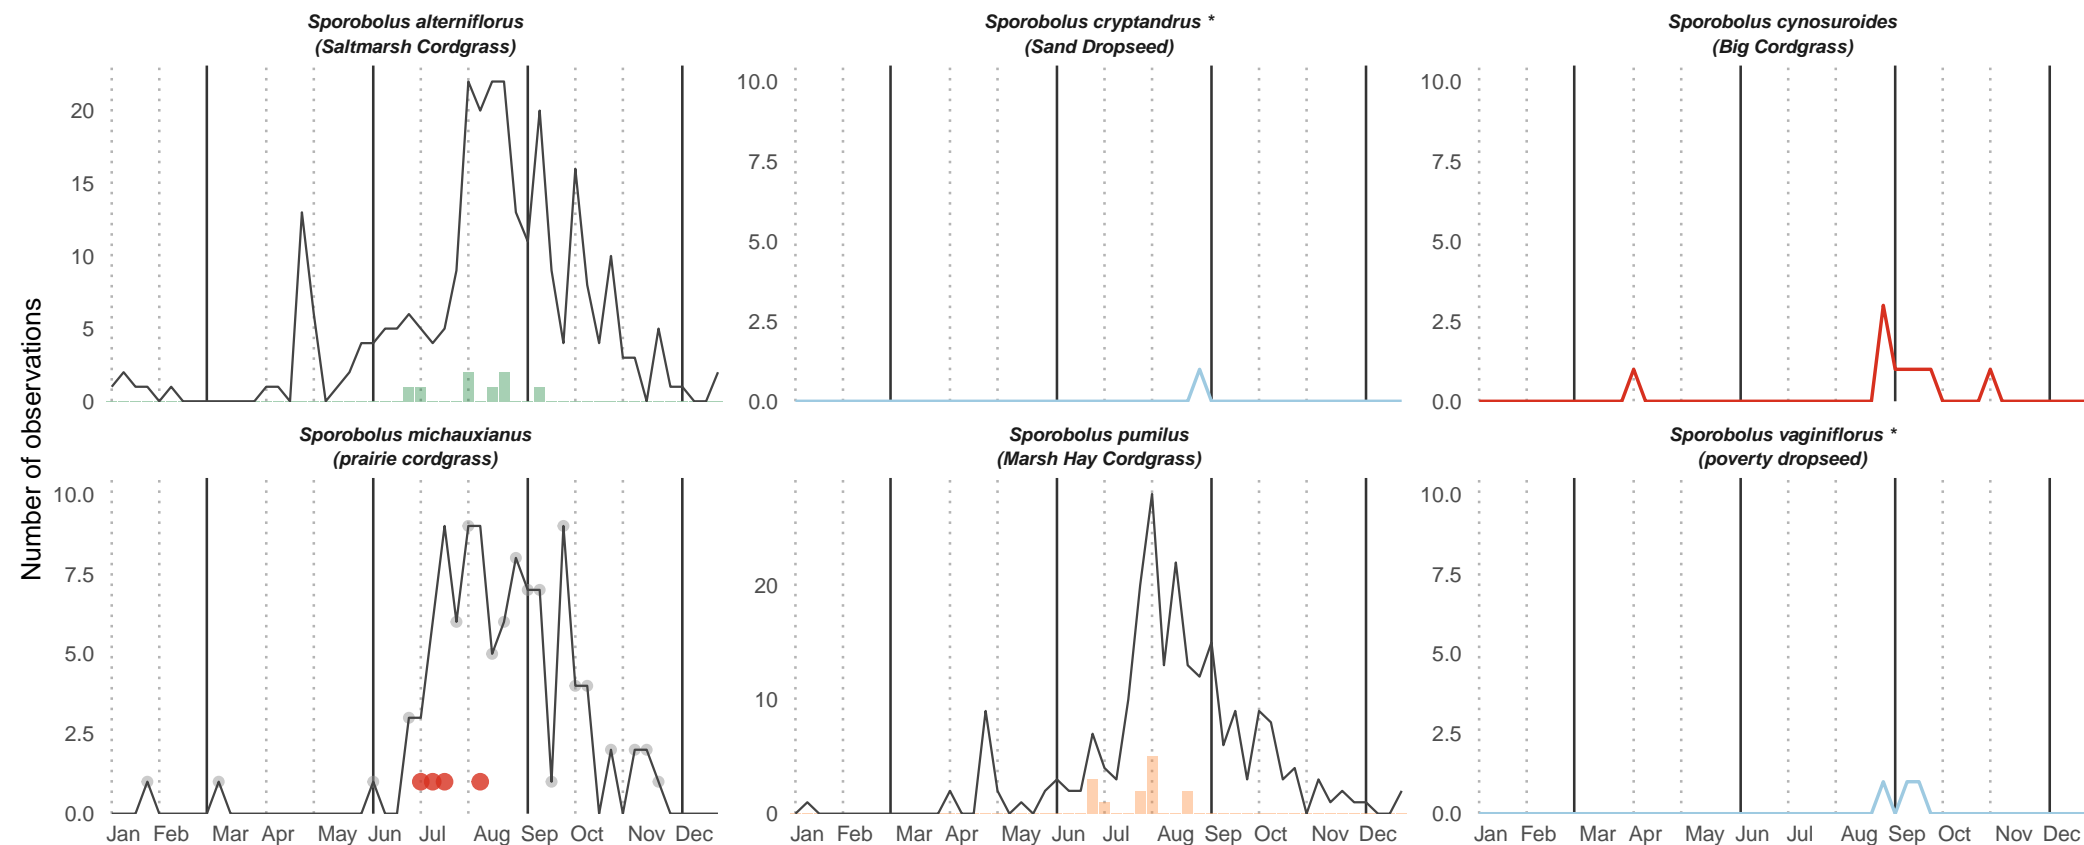 Sporobolus alterniflorus
(Saltmarsh Cordgrass)
Sporobolus cryptandrus *
(Sand Dropseed)
Sporobolus cynosuroides
(Big Cordgrass)
20
15
10
5
0
10.0
7.5
5.0
2.5
0.0
10.0
7.5
5.0
2.5
0.0
Number of observations
Sporobolus michauxianus
(prairie cordgrass)
Sporobolus pumilus
(Marsh Hay Cordgrass)
Sporobolus vaginiflorus *
(poverty dropseed)
10.0
7.5
5.0
2.5
0.0
20
10
0
10.0
7.5
5.0
2.5
0.0
Jan Feb Mar Apr May Jun Jul Aug Sep Oct Nov Dec
Jan Feb Mar Apr May Jun Jul Aug Sep Oct Nov Dec
Jan Feb Mar Apr May Jun Jul Aug Sep Oct Nov Dec